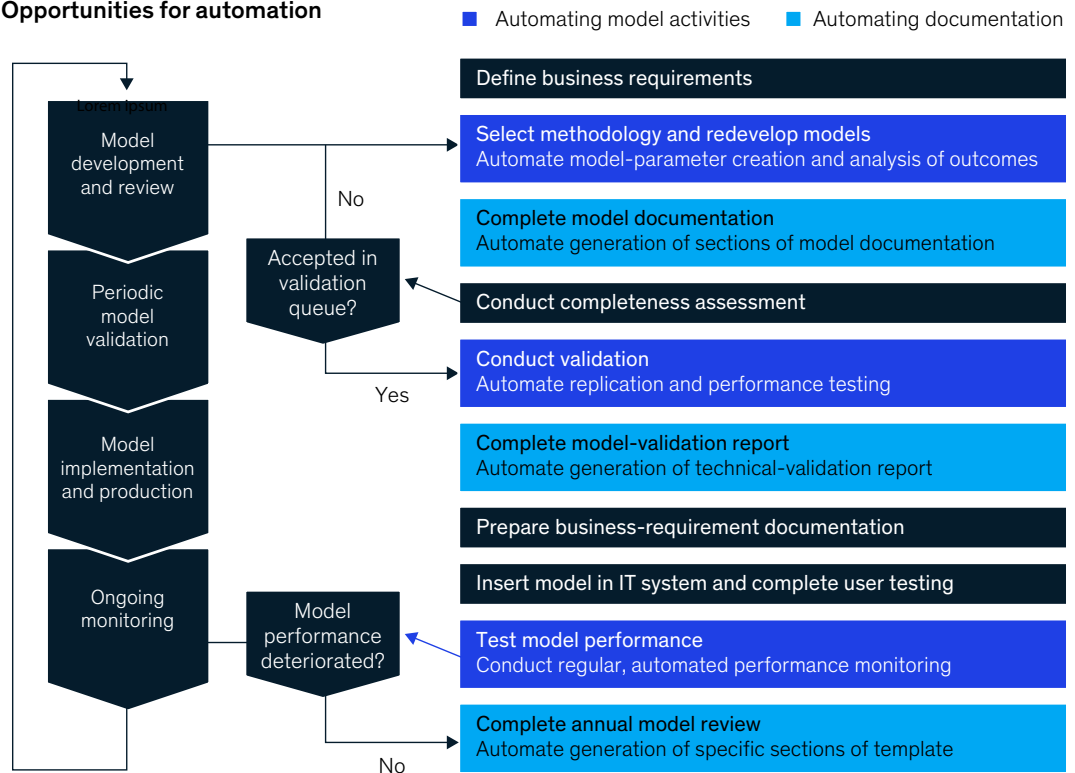 Opportunities for automation
Automating model activities
Automating documentation
Lorem ipsum
Model
development
and review
Periodic
model
validation
Model
implementation
and production
Ongoing
monitoring
No
Accepted in
validation
queue?
Yes
Model
performance
deteriorated?
No
Define business requirements
Select methodology and redevelop models
Automate model-parameter creation and analysis of outcomes
Complete model documentation
Automate generation of sections of model documentation
Conduct completeness assessment
Conduct validation
Automate replication and performance testing
Complete model-validation report
Automate generation of technical-validation report
Prepare business-requirement documentation
Insert model in IT system and complete user testing
Test model performance
Conduct regular, automated performance monitoring
Complete annual model review
Automate generation of specific sections of template